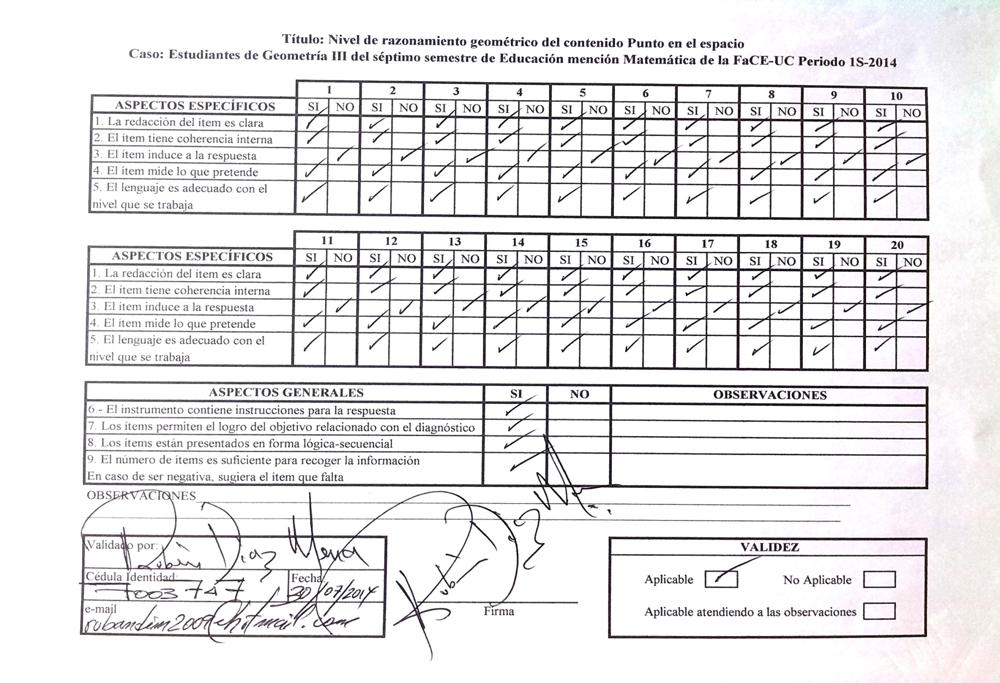 Título: Nivel de razonamiento geométrico del contenido Punto en el espacio
Caso: Estudiantes de Geometría III del séptimo semestre de Educación mención Matemática de la FaCE-UC Periodo 1S-2014
1 2 3 4 5 6 7 8 9 10
ASPECTOS ESPECÍFICOS SI NO SI NO SI NO SI NO SI NO SI NO SI NO SI NO SI NO SI NO
1. La redacción del ítem es clara
2. El ítem tiene coherencia interna
3. El ítem induce a la respuesta
4. El ítem mide lo que pretende
5. El lenguaje es adecuado con el
nivel que se trabaja
11 12 13 14 15 16 17 18 19 20
ASPECTOS ESPECÍFICOS SI NO SI NO SI NO SI NO SI NO SI NO SI NO SI NO SI NO SI NO
1. La redacción del ítem es clara
2. El ítem tiene coherencia interna
3. El ítem induce a la respuesta
4. El ítem mide lo que pretende
5. El lenguaje es adecuado con el
nivel que se trabaja
ASPECTOS GENERALES SI NO OBSERVACIONES
6.- El instrumento contiene instrucciones para la respuesta
7. Los ítems permiten el logro del objetivo relacionado con el diagnóstico
8. Los ítems están presentados en forma lógica-secuencial
9. El número de ítems es suficiente para recoger la información
En caso de ser negativa, sugiera el ítem que falta
OBSERVACIONES
Validado por: Rubén Díaz Mena
Cédula Identidad: 7003747
Fecha: 30/07/2014
e-mail
Firma
VALIDEZ
Aplicable No Aplicable
Aplicable atendiendo a las observaciones